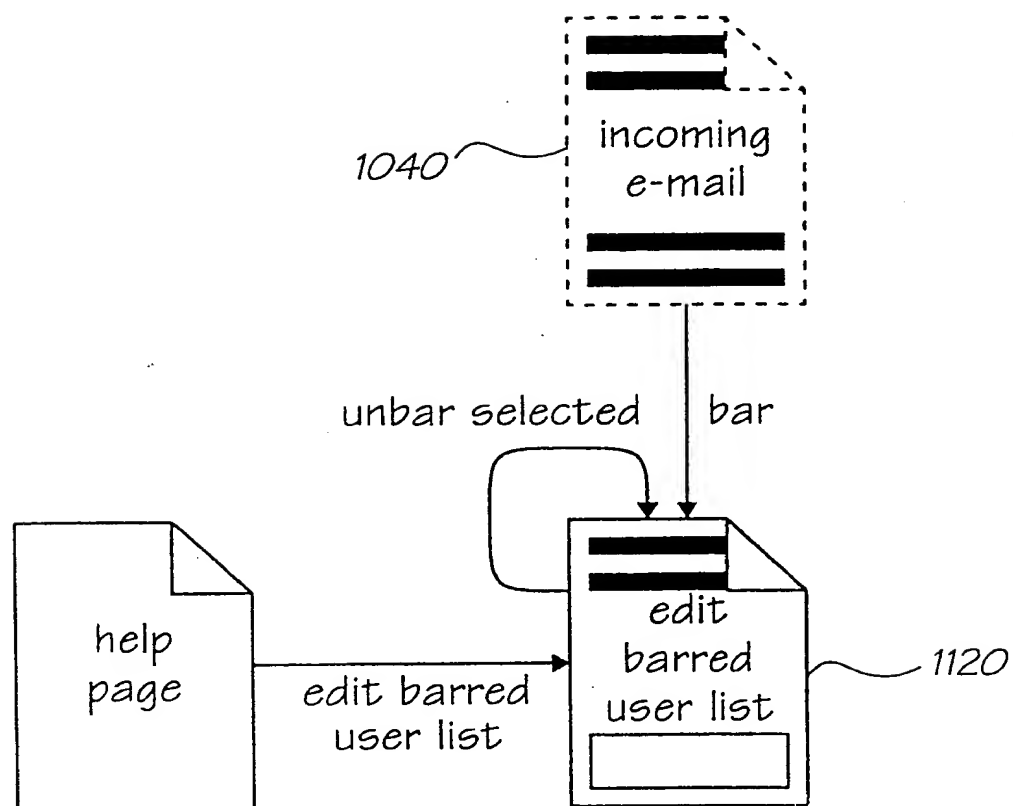 incoming
e-mail
1040
unbar selected
bar
help
page
edit barred
user list
edit
barred
user list
1120